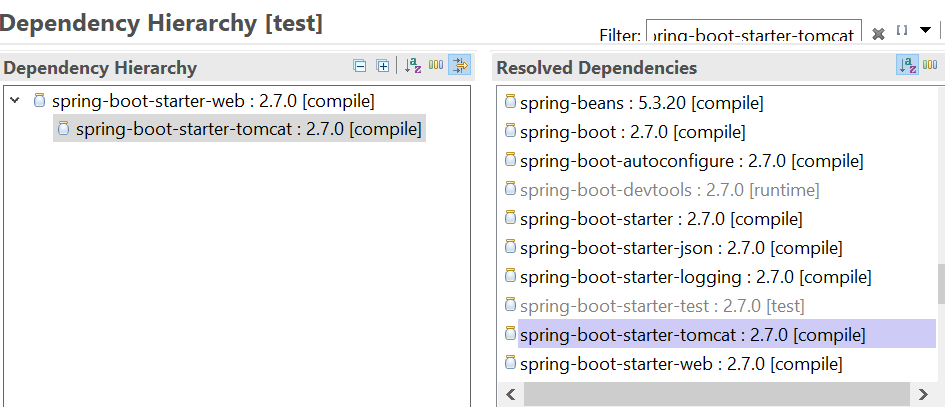 Dependency Hierarchy [test]
Filter: pring-boot-starter-tomcat
Dependency Hierarchy
spring-boot-starter-web : 2.7.0 [compile]
spring-boot-starter-tomcat : 2.7.0 [compile]
Resolved Dependencies
spring-beans : 5.3.20 [compile]
spring-boot : 2.7.0 [compile]
spring-boot-autoconfigure : 2.7.0 [compile]
spring-boot-devtools : 2.7.0 [runtime]
spring-boot-starter : 2.7.0 [compile]
spring-boot-starter-json : 2.7.0 [compile]
spring-boot-starter-logging : 2.7.0 [compile]
spring-boot-starter-test : 2.7.0 [test]
spring-boot-starter-tomcat : 2.7.0 [compile]
spring-boot-starter-web : 2.7.0 [compile]